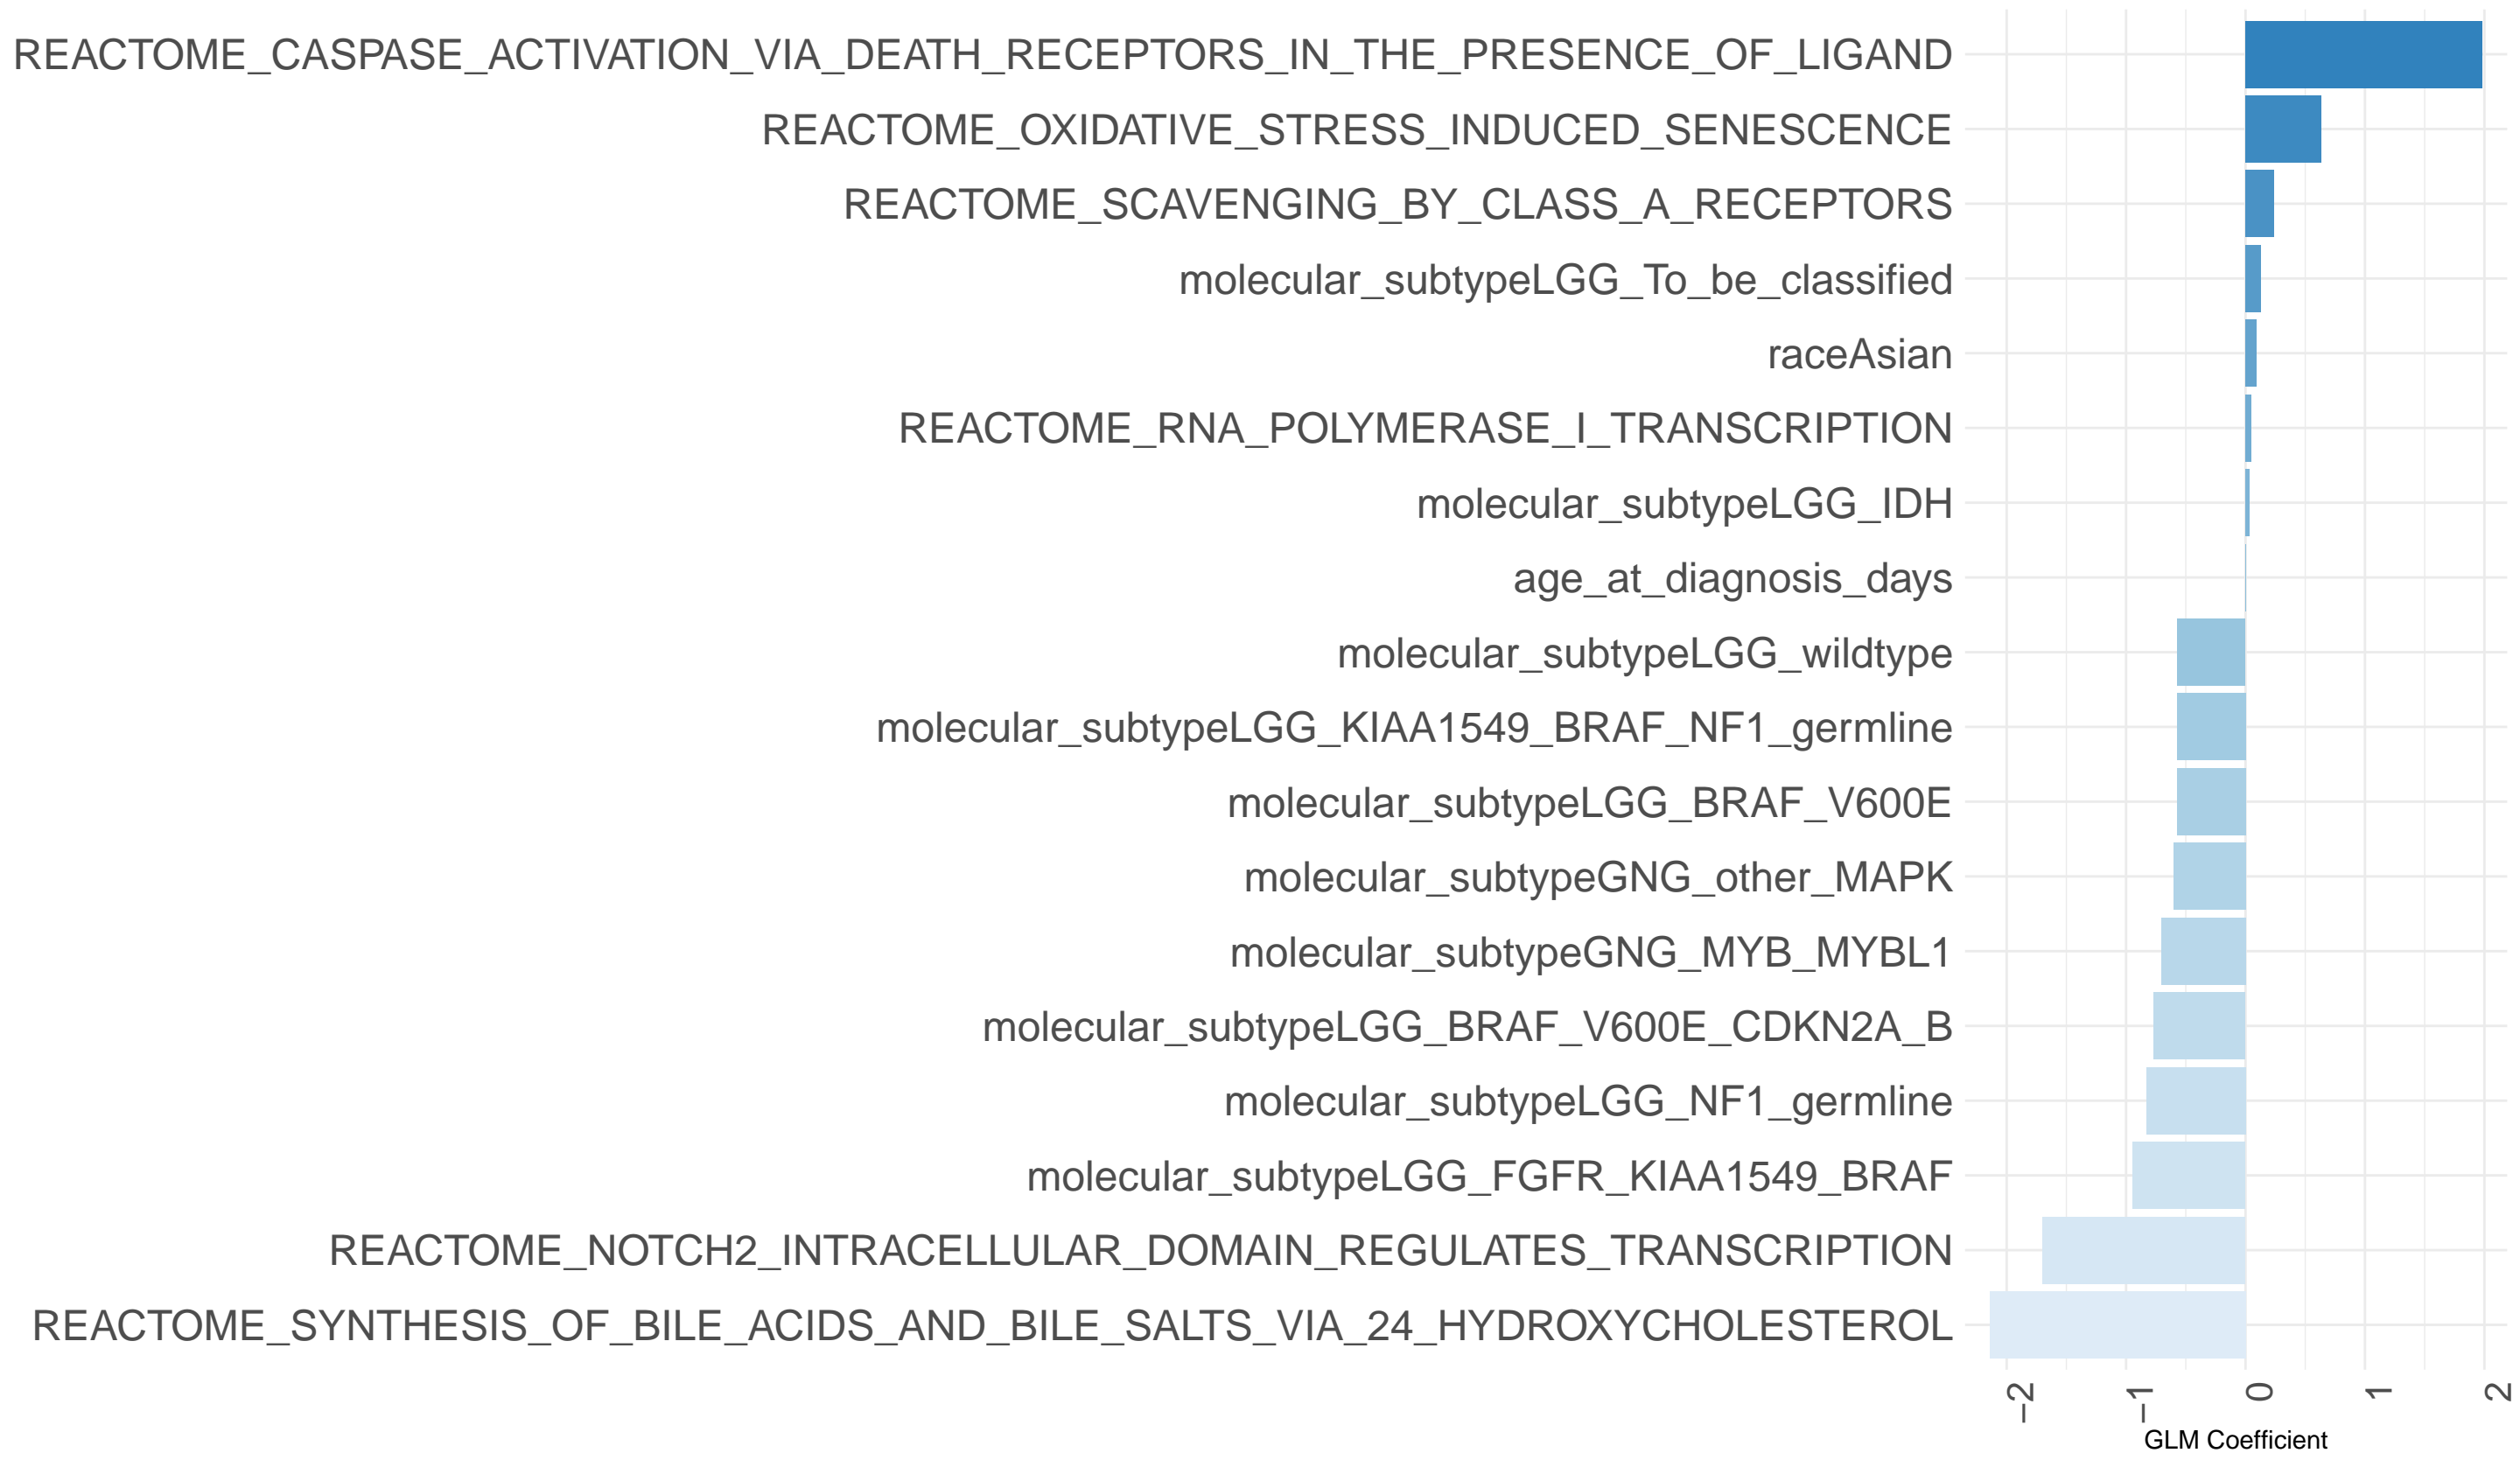 REACTOME_CASPASE_ACTIVATION_VIA_DEATH_RECEPTORS_IN_THE_PRESENCE_OF_LIGAND
REACTOME_OXIDATIVE_STRESS_INDUCED_SENESCENCE
REACTOME_SCAVENGING_BY_CLASS_A_RECEPTORS
molecular_subtypeLGG_To_be_classified
raceAsian
REACTOME_RNA_POLYMERASE_I_TRANSCRIPTION
molecular_subtypeLGG_IDH
age_at_diagnosis_days
molecular_subtypeLGG_wildtype
molecular_subtypeLGG_KIAA1549_BRAF_NF1_germline
molecular_subtypeLGG_BRAF_V600E
molecular_subtypeGNG_other_MAPK
molecular_subtypeGNG_MYB_MYBL1
molecular_subtypeLGG_BRAF_V600E_CDKN2A_B
molecular_subtypeLGG_NF1_germline
molecular_subtypeLGG_FGFR_KIAA1549_BRAF
REACTOME_NOTCH2_INTRACELLULAR_DOMAIN_REGULATES_TRANSCRIPTION
REACTOME_SYNTHESIS_OF_BILE_ACIDS_AND_BILE_SALTS_VIA_24_HYDROXYCHOLESTEROL
−2 −1 0 1 2
GLM Coefficient